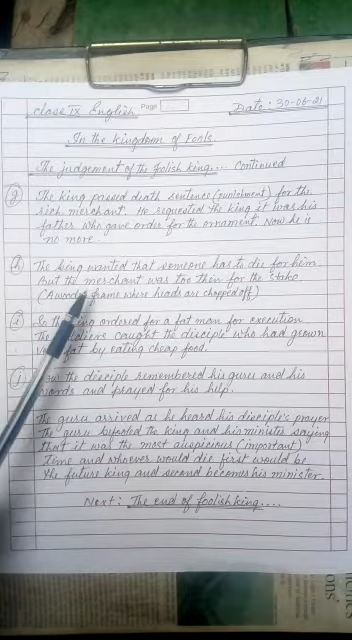 Class IX English Page Date: 30-06-21
In the kingdom of Fools.
The judgement of the foolish king.... Continued
(g) The king passed death sentence (punishment) for the
rich merchant. He requested the king it was his
father who gave order for the ornament. Now he is
no more.
(h) The king wanted that someone has to die for him.
But the merchant was too thin for the stake.
(A wooden frame where heads are chopped off)
(i) So the king ordered for a fat man for execution.
The caught the disciple who had grown
fat by eating cheap food.
(j) the disciple remembered his guru and his
words and prayed for his help.
The guru arrived as he heard his disciple's prayer
The guru befooled the king and his minister saying
that it was the most auspicious (important)
time and whoever would die first would be
the future king and second becomes his minister.
Next: The end of foolish king....
ons